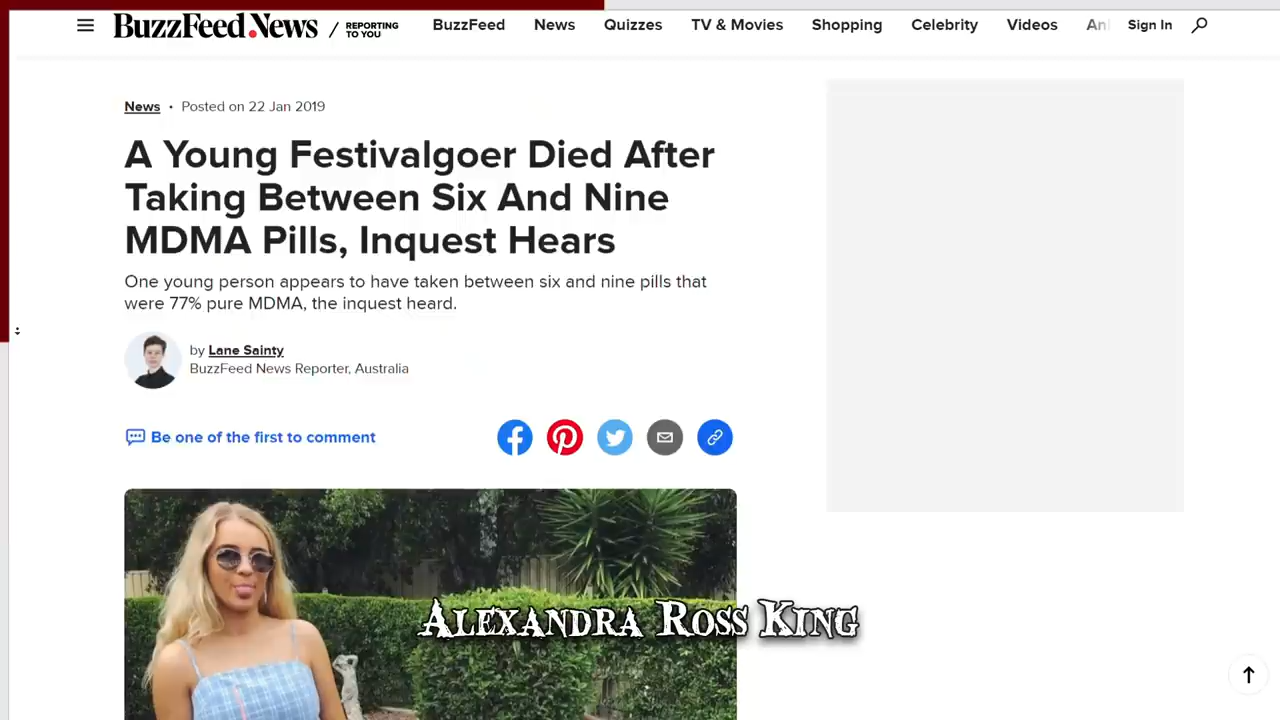 BuzzFeed.News / REPORTING TO YOU
BuzzFeed News Quizzes TV & Movies Shopping Celebrity Videos An Sign In
News • Posted on 22 Jan 2019
A Young Festivalgoer Died After
Taking Between Six And Nine
MDMA Pills, Inquest Hears
One young person appears to have taken between six and nine pills that
were 77% pure MDMA, the inquest heard.
by Lane Sainty
BuzzFeed News Reporter, Australia
Be one of the first to comment
Alexandra Ross King